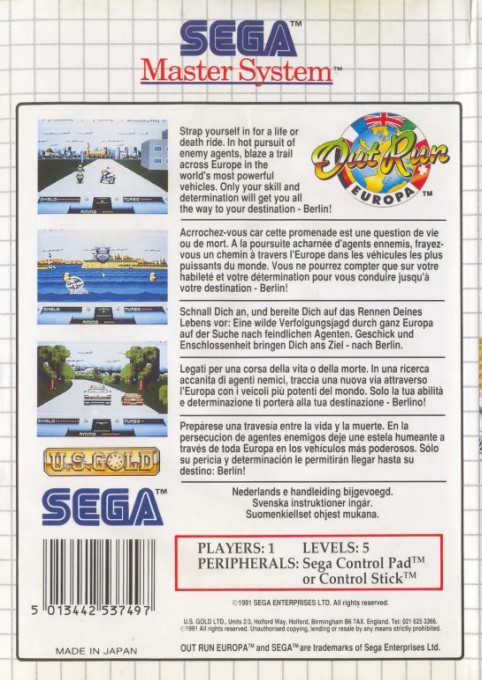 SEGA™
Master System™
Strap yourself in for a life or
death ride. In hot pursuit of
enemy agents, blaze a trail
across Europe in the
world's most powerful
vehicles. Only your skill and
determination will get you all
the way to your destination - Berlin!
Out Run
EUROPA™
Acrrochez-vous car cette promenade est une question de vie
ou de mort. A la poursuite acharnée d'agents ennemis, frayez-
vous un chemin à travers l'Europe dans les véhicules les plus
puissants du monde. Vous ne pourrez compter que sur votre
habileté et votre détermination pour vous conduire jusqu'à
votre destination - Berlin!
Schnall Dich an, und bereite Dich auf das Rennen Deines
Lebens vor: Eine wilde Verfolgungsjagd durch ganz Europa
auf der Suche nach feindlichen Agenten. Geschick und
Enschlossenheit bringen Dich ans Ziel - nach Berlin.
Legati per una corsa della vita o della morte. In una ricerca
accanita di agenti nemici, traccia una nuova via attraverso
l'Europa con i veicoli più potenti del mondo. Solo la tua abilità
e determinazione ti porterà alla tua destinazione - Berlino!
Prepárese una travesía entre la vida y la muerte. En la
persecucion de agentes enemigos deje una estela humeante a
través de toda Europa en los vehículos más poderosos. Sólo
su pericia y determinación le permitirán llegar hasta su
destino: Berlín!
SHIELD TURBO
AMMO
SHIELD TURBO
AMMO
SHIELD TURBO
AMMO
U.S. GOLD
SEGA™
Nederlands e handleiding bijgevoegd.
Svenska instruktioner ingår.
Suomenkiellset ohjest mukana.
PLAYERS: 1 LEVELS: 5
PERIPHERALS: Sega Control Pad™
or Control Stick™
5 013442 537497
©1991 SEGA ENTERPRISES LTD. All rights reserved.
U.S. GOLD LTD., Units 2/3, Holford Way, Holford, Birmingham B6 7AX. England. Tel: 021 625 3366.
©1991 All rights reserved. Unauthorised copying, lending or resale by any means strictly prohibited.
MADE IN JAPAN
OUT RUN EUROPA™ and SEGA™ are trademarks of Sega Enterprises Ltd.